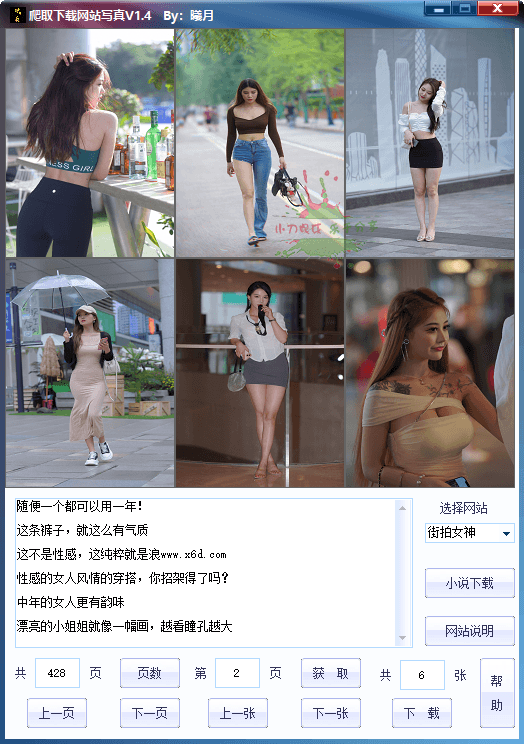 爬取下载网站写真V1.4 By：曦月
NESS GIRL
小刀娱乐
随便一个都可以用一年！
这条裤子，就这么有气质
这不是性感，这纯粹就是浪www.x6d.com
性感的女人风情的穿搭，你招架得了吗？
中年的女人更有韵味
漂亮的小姐姐就像一幅画，越看瞳孔越大
选择网站
街拍女神
小说下载
网站说明
共 428 页 页数 第 2 页 获 取 共 6 张
帮助
上一页 下一页 上一张 下一张 下 载